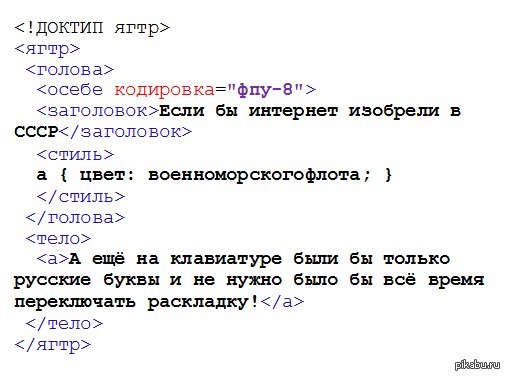 <!ДОКТИП ягтр>
<ягтр>
<голова>
<осебе кодировка="фпу-8">
<заголовок>Если бы интернет изобрели в
СССР</заголовок>
<стиль>
а { цвет: военноморскогофлота; }
</стиль>
</голова>
<тело>
<а>А ещё на клавиатуре были бы только
русские буквы и не нужно было бы всё время
переключать раскладку!</а>
</тело>
</ягтр>
pikabu.ru